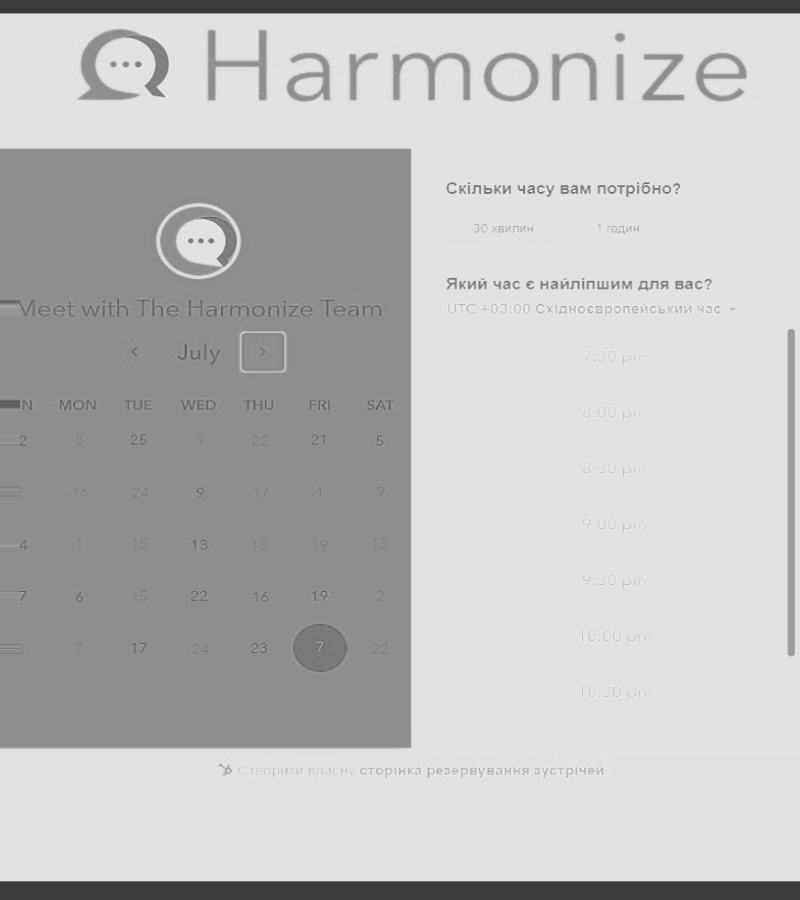 Harmonize
Meet with The Harmonize Team
July
N MON TUE WED THU FRI SAT
2 8 25 9 22 21 5
16 24 9 17 1 9
4 1 15 13 18 19 13
7 6 15 22 16 19 2
7 17 24 23 7 22
Скільки часу вам потрібно?
30 хвилин 1 годин
Який час є найліпшим для вас?
UTC +03:00 Східноєвропейський час
7:30 pm
8:00 pm
8:30 pm
9:00 pm
9:30 pm
10:00 pm
10:30 pm
Створити власну сторінка резервування зустрічей